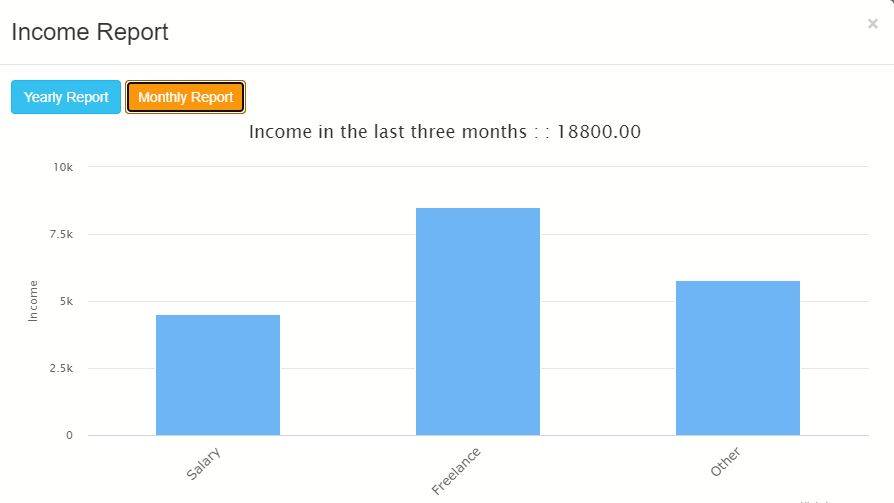 Income Report
×
Yearly Report
Monthly Report
Income in the last three months : : 18800.00
10k
7.5k
5k
2.5k
0
Income
Salary
Freelance
Other